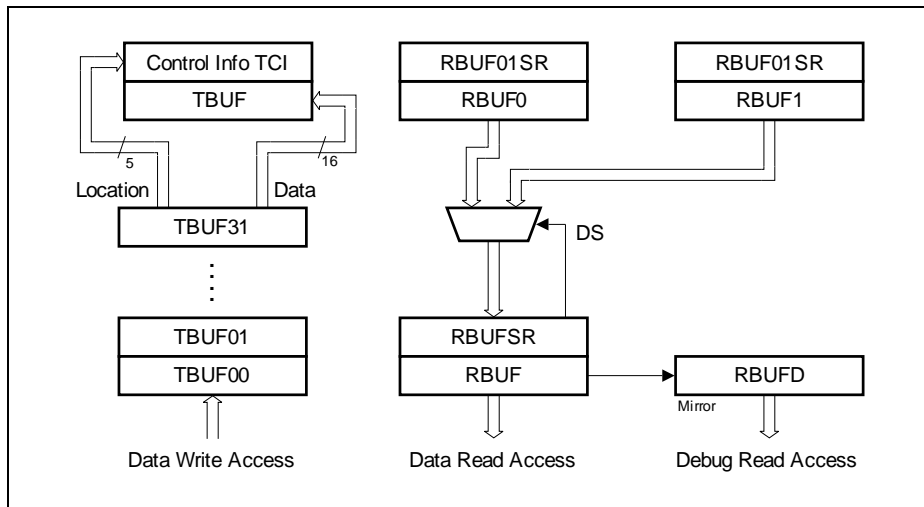 Control Info TCI
TBUF
5
16
Location
Data
TBUF31
TBUF01
TBUF00
Data Write Access
RBUF01SR
RBUF0
RBUF01SR
RBUF1
DS
RBUFSR
RBUF
Mirror
RBUFD
Data Read Access
Debug Read Access